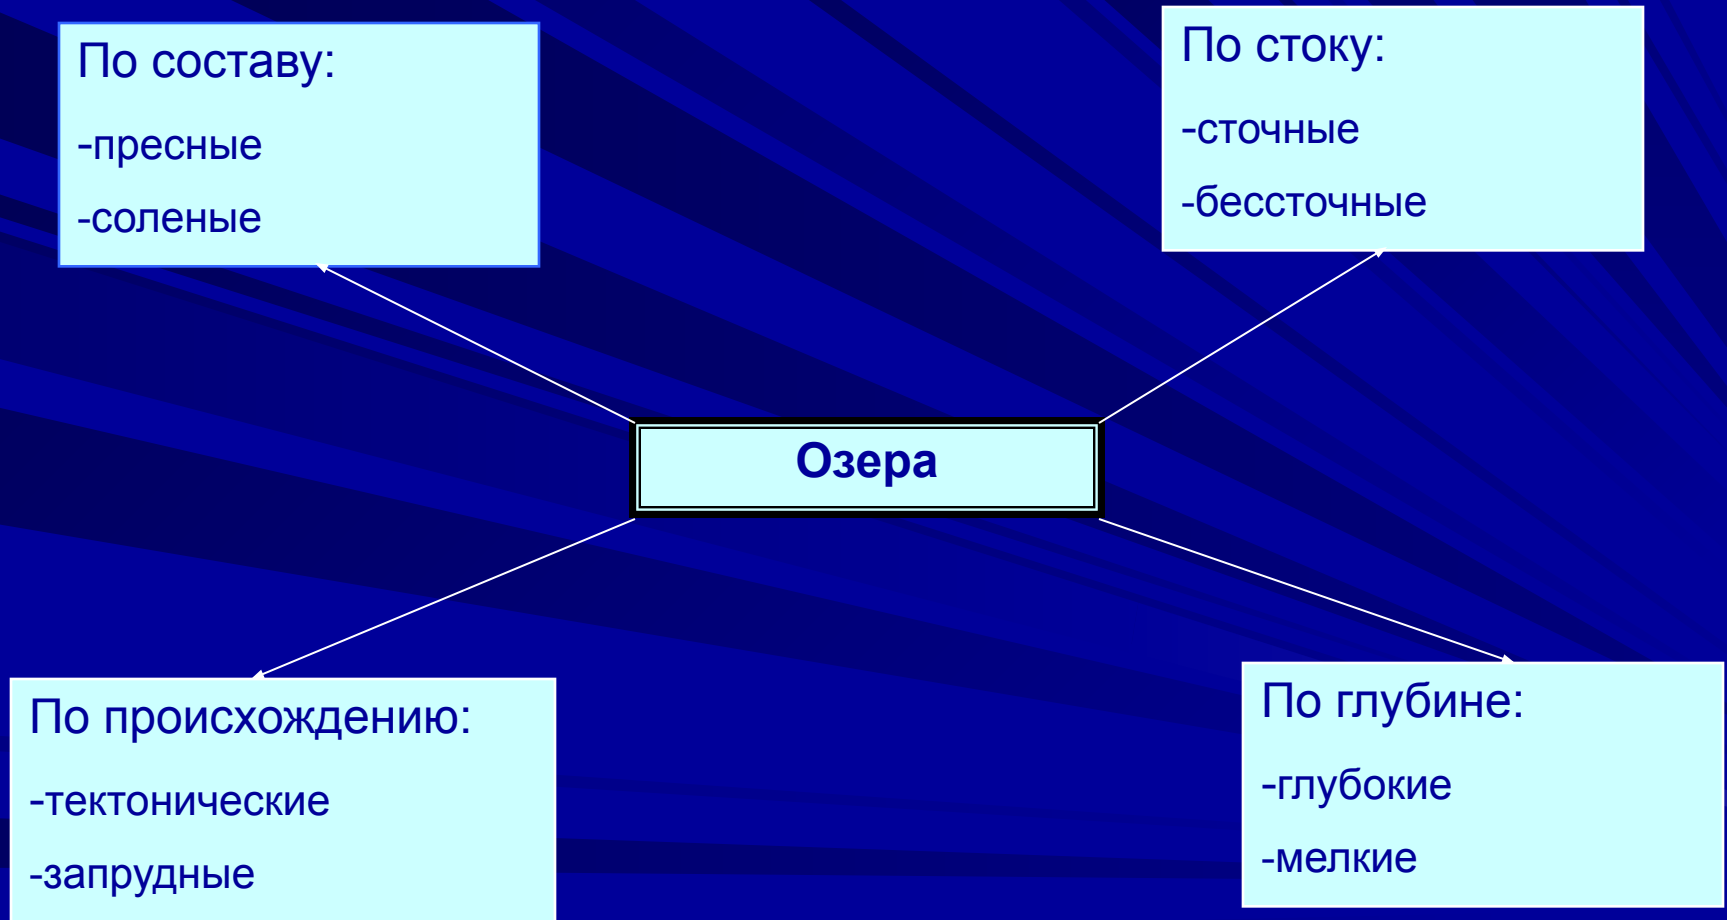 По составу:
-пресные
-соленые
По стоку:
-сточные
-бессточные
Озера
По происхождению:
-тектонические
-запрудные
По глубине:
-глубокие
-мелкие